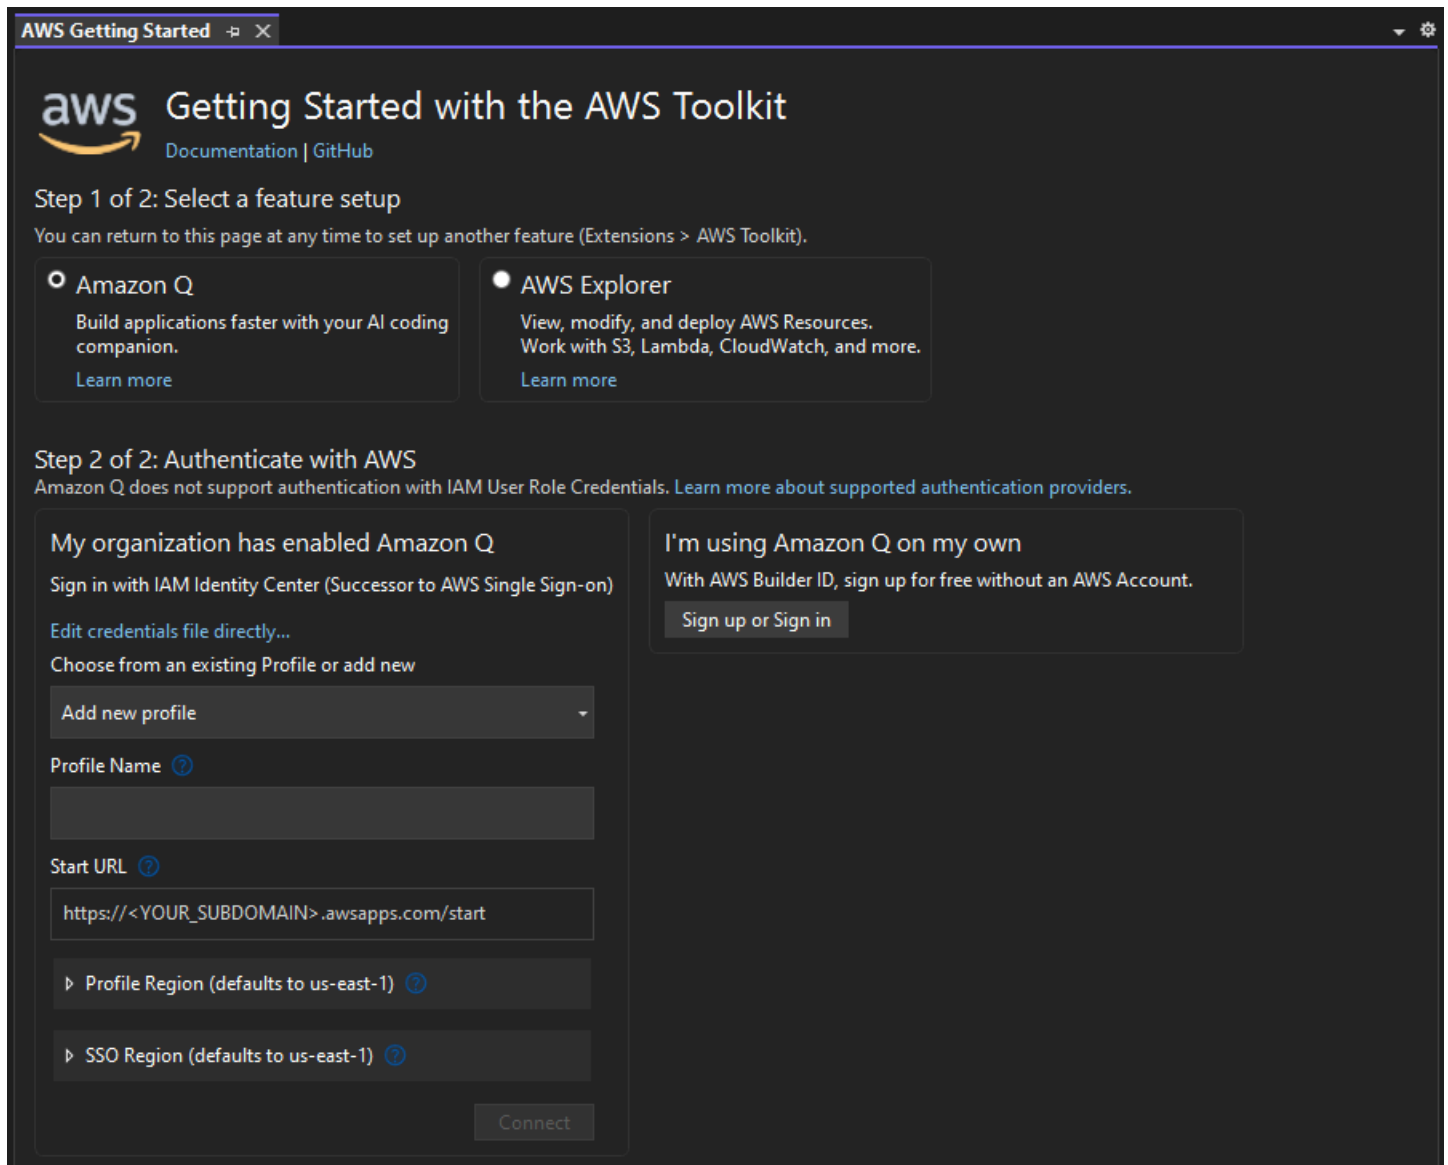 AWS Getting Started
aws
Getting Started with the AWS Toolkit
Documentation | GitHub
Step 1 of 2: Select a feature setup
You can return to this page at any time to set up another feature (Extensions > AWS Toolkit).
Amazon Q
Build applications faster with your AI coding
companion.
Learn more
AWS Explorer
View, modify, and deploy AWS Resources.
Work with S3, Lambda, CloudWatch, and more.
Learn more
Step 2 of 2: Authenticate with AWS
Amazon Q does not support authentication with IAM User Role Credentials. Learn more about supported authentication providers.
My organization has enabled Amazon Q
Sign in with IAM Identity Center (Successor to AWS Single Sign-on)
Edit credentials file directly...
Choose from an existing Profile or add new
Add new profile
Profile Name ?
Start URL ?
https://<YOUR_SUBDOMAIN>.awsapps.com/start
Profile Region (defaults to us-east-1) ?
SSO Region (defaults to us-east-1) ?
Connect
I'm using Amazon Q on my own
With AWS Builder ID, sign up for free without an AWS Account.
Sign up or Sign in